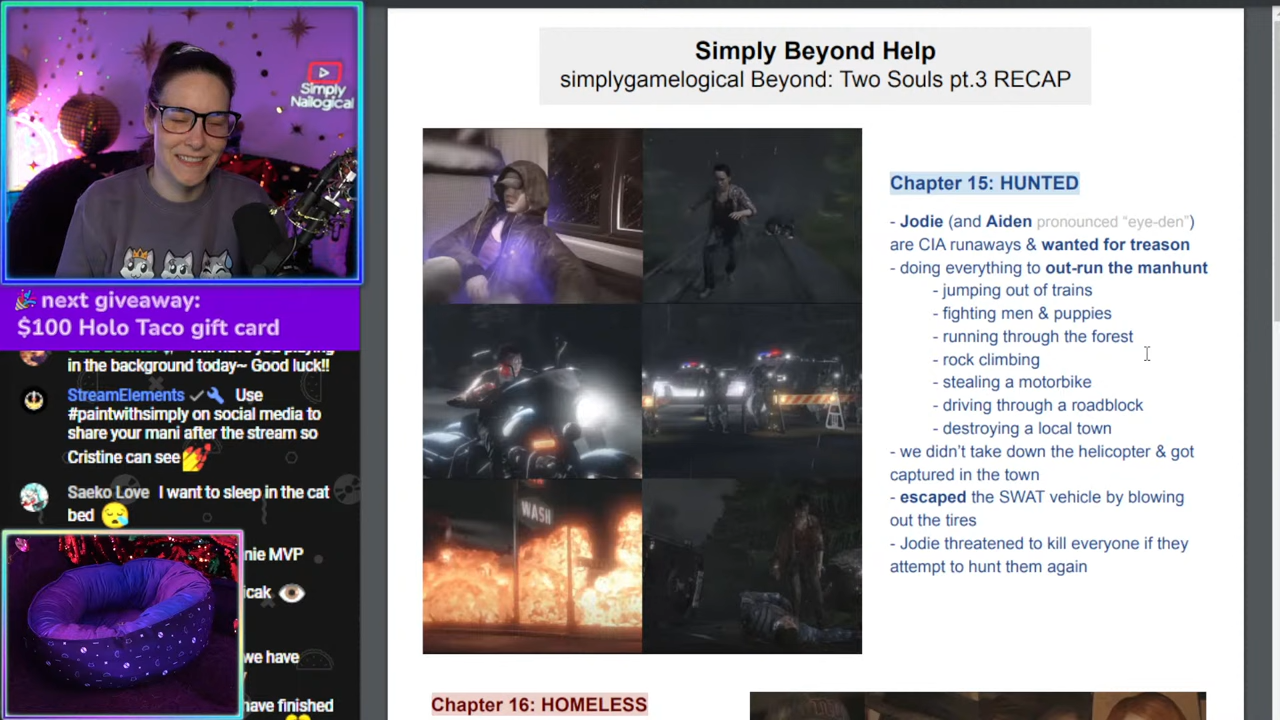 Simply
Nailogical
🎉 next giveaway:
$100 Holo Taco gift card
in the background today~ Good luck!!
StreamElements Use
#paintwithsimply on social media to
share your mani after the stream so
Cristine can see💅
Saeko Love I want to sleep in the cat
bed 😪
nie MVP
icak 👁
we have
have finished
Simply Beyond Help
simplygamelogical Beyond: Two Souls pt.3 RECAP
WASH
Chapter 15: HUNTED
- Jodie (and Aiden pronounced “eye-den”)
are CIA runaways & wanted for treason
- doing everything to out-run the manhunt
- jumping out of trains
- fighting men & puppies
- running through the forest
- rock climbing
- stealing a motorbike
- driving through a roadblock
- destroying a local town
- we didn’t take down the helicopter & got
captured in the town
- escaped the SWAT vehicle by blowing
out the tires
- Jodie threatened to kill everyone if they
attempt to hunt them again
Chapter 16: HOMELESS